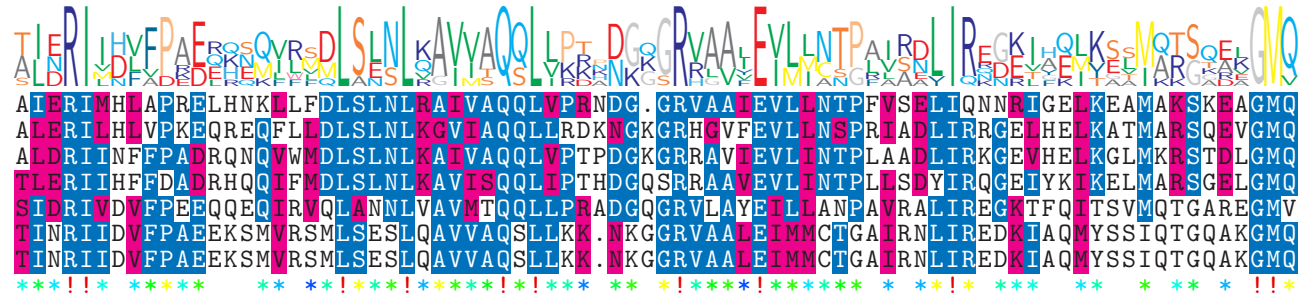 AIERIMHLAPRELHNKLLFDLSLNLRAIVAQQLVPRNDG.GRVAAIEVLLNTPFVSELIQNNRIGELKEAMAKSKEAGMQ
ALERILHLVPKEQREQFLLDLSLNLKGVIAQQLLRDKNGKGRHGVFEVLLNSPRIADLIRRGELHELKATMARSQEVGMQ
ALDRIINFFPADRQNQVWMDLSLNLKAIVAQQLVPTPDGKGRRAVIEVLINTPLAADLIRKGEVHELKGLMKRSTDLGMQ
TLERIIHFFDADRHQQIFMDLSLNLKAVISQQLIPTHDGQSRRAAVEVLINTPLLSDYIRQGEIYKIKELMARSGELGMQ
SIDRIVDVFPEEQQEQIRVQLANNLVAVMTQQLLPRADGQGRVLAYEILLANPAVRALIREGKTFQITSVMQTGAREGMV
TINRIIDVFPAEEKSMVRSMLSESLQAVVAQSLLKK.NKGGRVAALEIMMCTGAIRNLIREDKIAQMYSSIQTGQAKGMQ
TINRIIDVFPAEEKSMVRSMLSESLQAVVAQSLLKK.NKGGRVAALEIMMCTGAIRNLIREDKIAQMYSSIQTGQAKGMQ